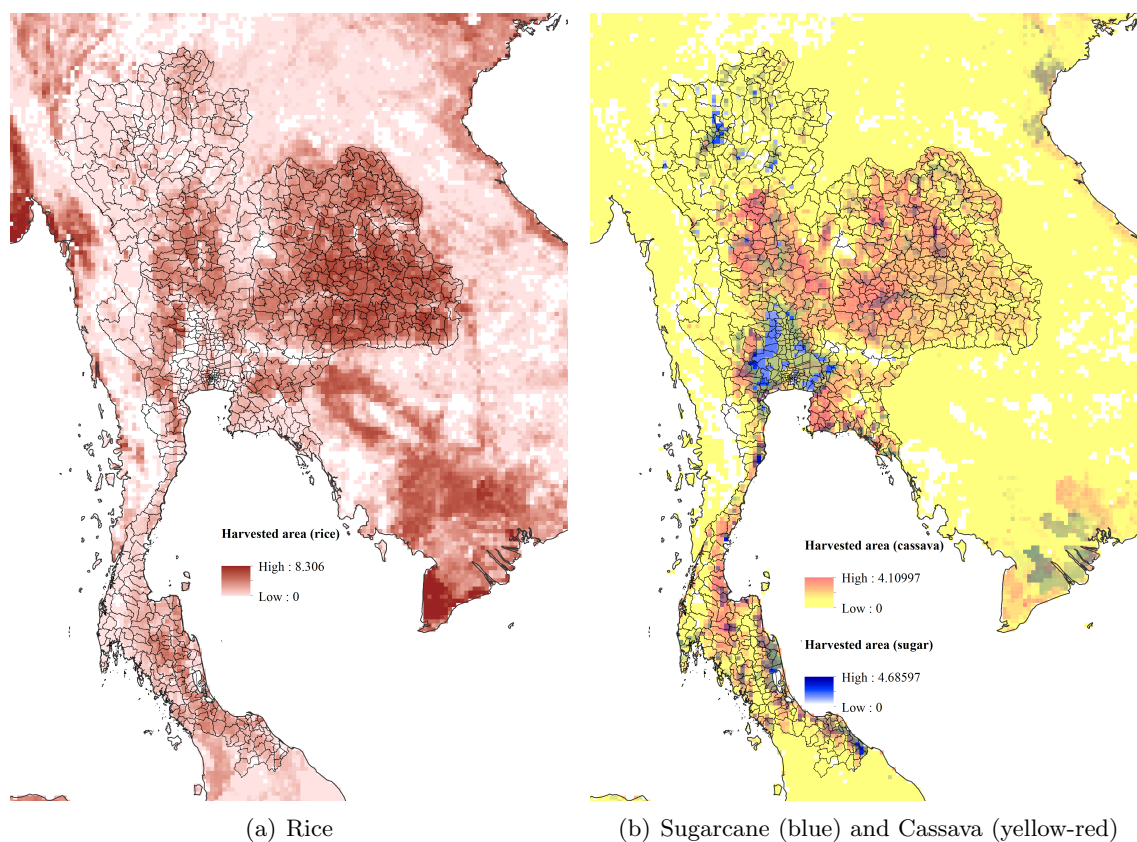 Harvested area (rice)
High : 8.306
Low : 0
Harvested area (cassava)
High : 4.10997
Low : 0
Harvested area (sugar)
High : 4.68597
Low : 0
(a) Rice
(b) Sugarcane (blue) and Cassava (yellow-red)